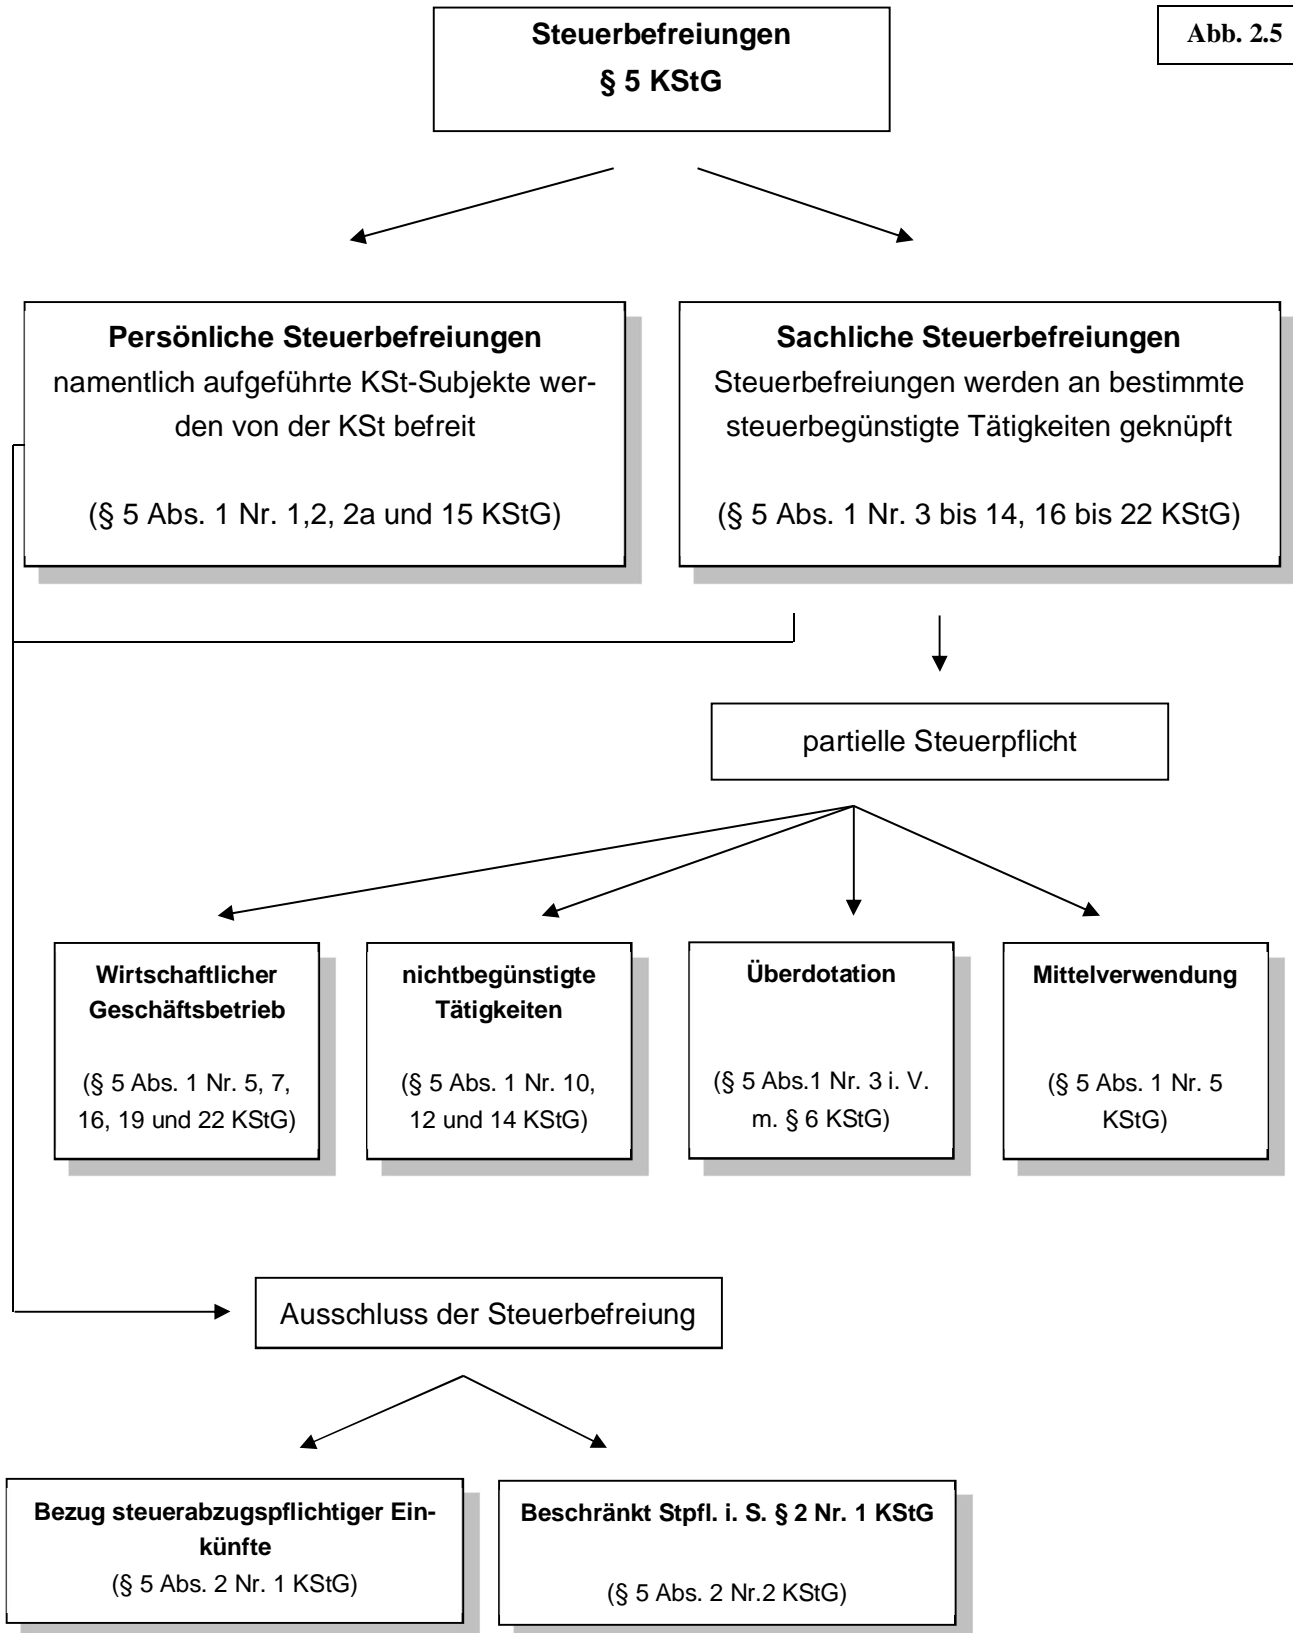 Steuerbefreiungen
§ 5 KStG
Abb. 2.5
Persönliche Steuerbefreiungen
namentlich aufgeführte KSt-Subjekte wer-
den von der KSt befreit
(§ 5 Abs. 1 Nr. 1,2, 2a und 15 KStG)
Sachliche Steuerbefreiungen
Steuerbefreiungen werden an bestimmte
steuerbegünstigte Tätigkeiten geknüpft
(§ 5 Abs. 1 Nr. 3 bis 14, 16 bis 22 KStG)
partielle Steuerpflicht
Wirtschaftlicher
Geschäftsbetrieb
(§ 5 Abs. 1 Nr. 5, 7,
16, 19 und 22 KStG)
nichtbegünstigte
Tätigkeiten
(§ 5 Abs. 1 Nr. 10,
12 und 14 KStG)
Überdotation
(§ 5 Abs.1 Nr. 3 i. V.
m. § 6 KStG)
Mittelverwendung
(§ 5 Abs. 1 Nr. 5
KStG)
Ausschluss der Steuerbefreiung
Bezug steuerabzugspflichtiger Ein-
künfte
(§ 5 Abs. 2 Nr. 1 KStG)
Beschränkt Stpfl. i. S. § 2 Nr. 1 KStG
(§ 5 Abs. 2 Nr.2 KStG)